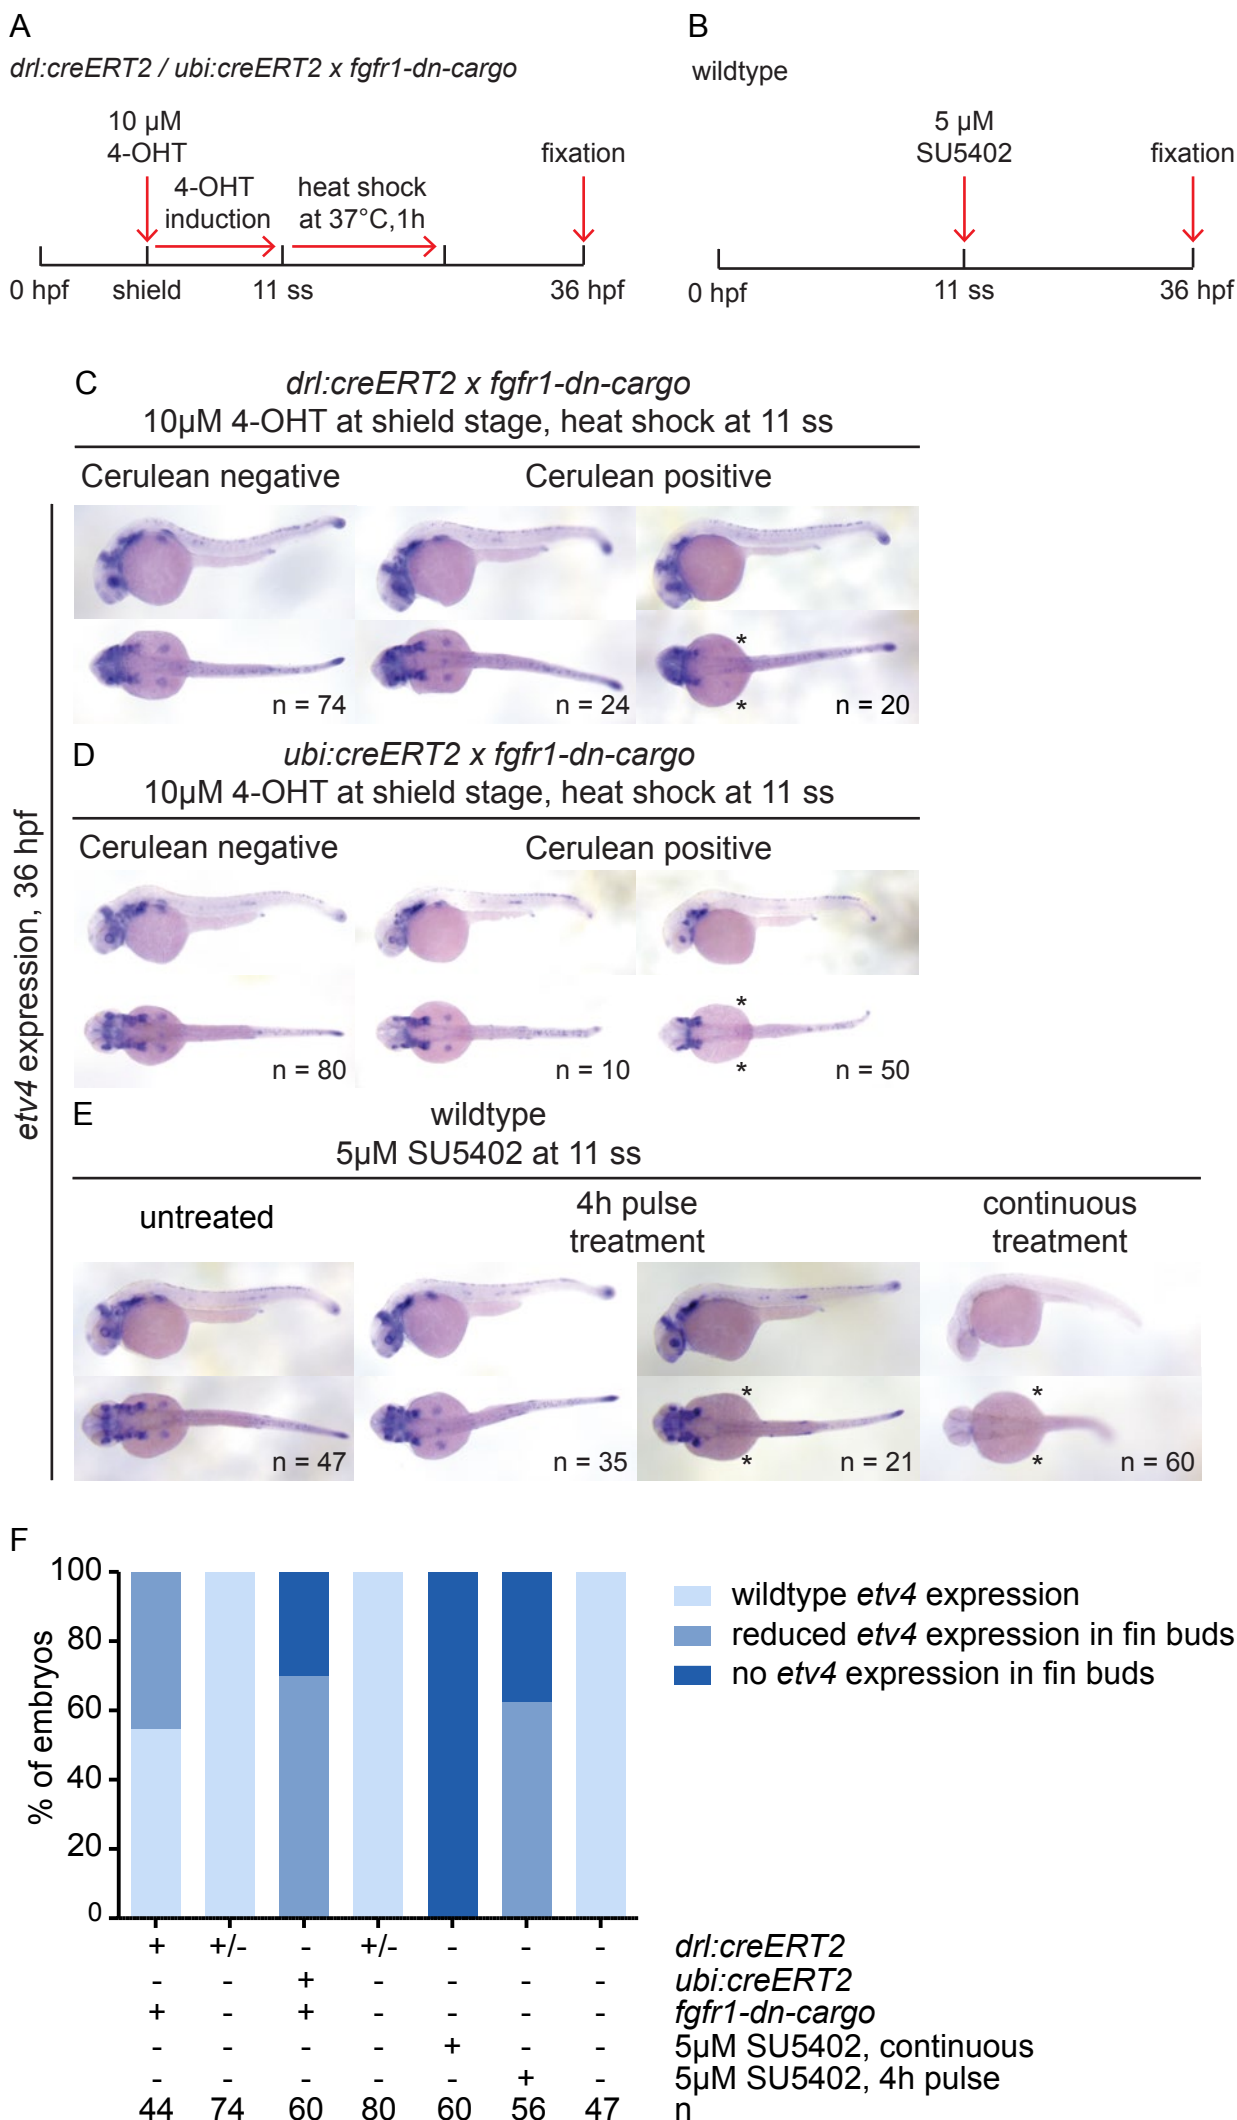 A
drl:creERT2 / ubi:creERT2 x fgfr1-dn-cargo
10 µM
4-OHT
4-OHT
induction
heat shock
at 37°C,1h
fixation
0 hpf
shield
11 ss
36 hpf
B
wildtype
5 µM
SU5402
fixation
0 hpf
11 ss
36 hpf
etv4 expression, 36 hpf
C
drl:creERT2 x fgfr1-dn-cargo
10µM 4-OHT at shield stage, heat shock at 11 ss
Cerulean negative
Cerulean positive
n = 74
n = 24
* *
n = 20
D
ubi:creERT2 x fgfr1-dn-cargo
10µM 4-OHT at shield stage, heat shock at 11 ss
Cerulean negative
Cerulean positive
n = 80
n = 10
* *
n = 50
E
wildtype
5µM SU5402 at 11 ss
untreated
4h pulse
treatment
continuous
treatment
n = 47
n = 35
* *
n = 21
* *
n = 60
F
% of embryos
100
80
60
40
20
0
wildtype etv4 expression
reduced etv4 expression in fin buds
no etv4 expression in fin buds
+ +/- - +/- - - - drl:creERT2
- - + - - - - ubi:creERT2
+ - + - - - - fgfr1-dn-cargo
- - - - + - - 5µM SU5402, continuous
- - - - - + - 5µM SU5402, 4h pulse
44 74 60 80 60 56 47 n